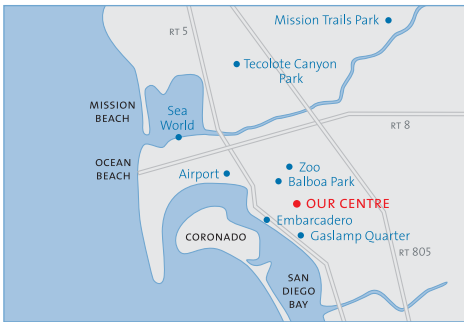 Mission Trails Park
RT 5
Tecolote Canyon
Park
MISSION
BEACH
Sea
World
RT 8
OCEAN
BEACH
Airport
Zoo
Balboa Park
OUR CENTRE
Embarcadero
CORONADO
Gaslamp Quarter
RT 805
SAN
DIEGO
BAY